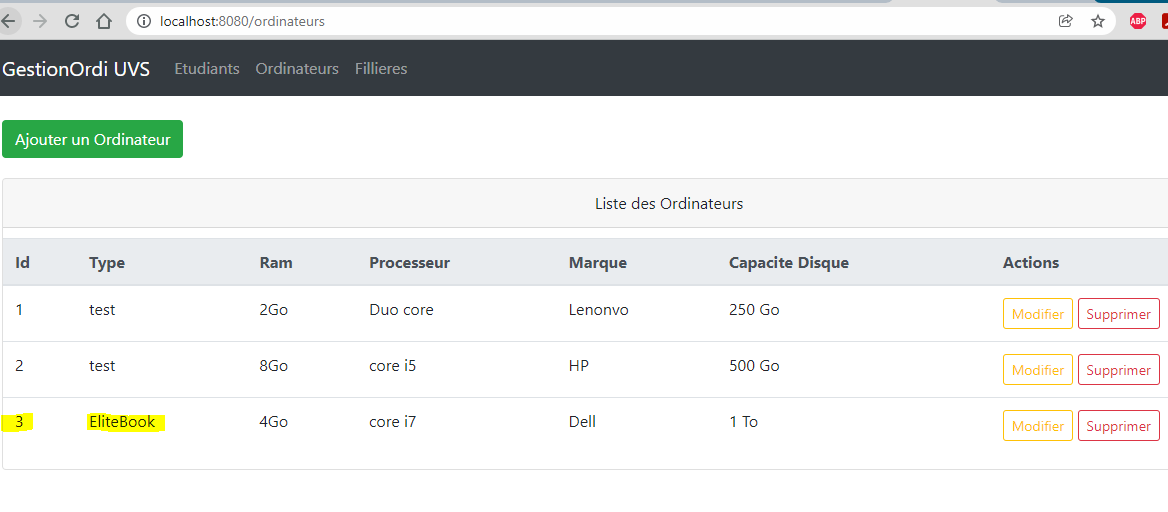 localhost:8080/ordinateurs
ABP
GestionOrdi UVS Etudiants Ordinateurs Fillieres
Ajouter un Ordinateur
Liste des Ordinateurs
Id Type Ram Processeur Marque Capacite Disque Actions
1 test 2Go Duo core Lenonvo 250 Go Modifier Supprimer
2 test 8Go core i5 HP 500 Go Modifier Supprimer
3 EliteBook 4Go core i7 Dell 1 To Modifier Supprimer